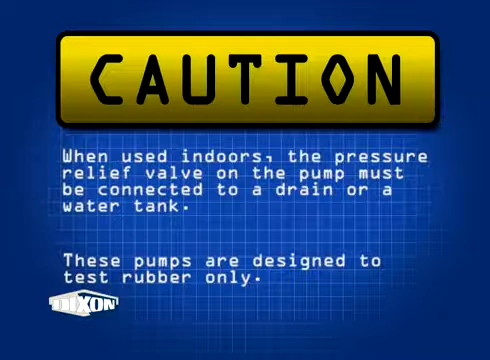 CAUTION
When used indoors, the pressure
relief valve on the pump must
be connected to a drain or a
water tank.
These pumps are designed to
test rubber only.
DIXON